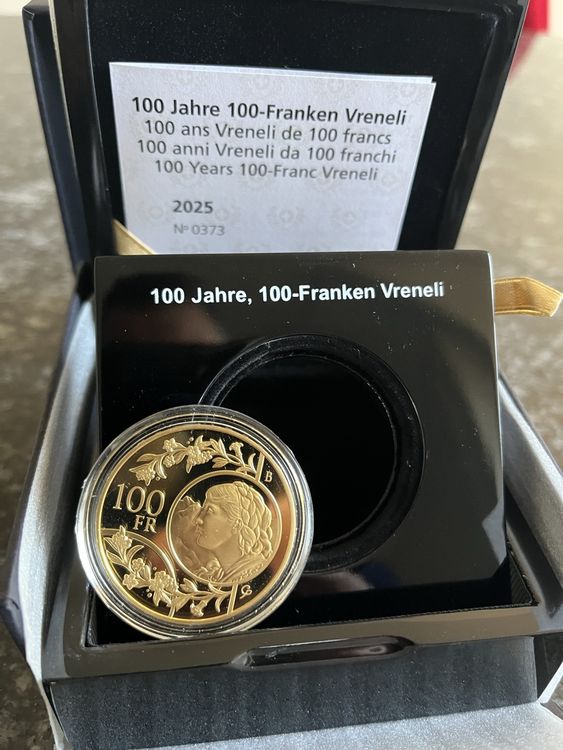 100 Jahre 100-Franken Vreneli
100 ans Vreneli de 100 francs
100 anni Vreneli da 100 franchi
100 Years 100-Franc Vreneli
2025
Nº 0373
100 Jahre, 100-Franken Vreneli
100
FR
B